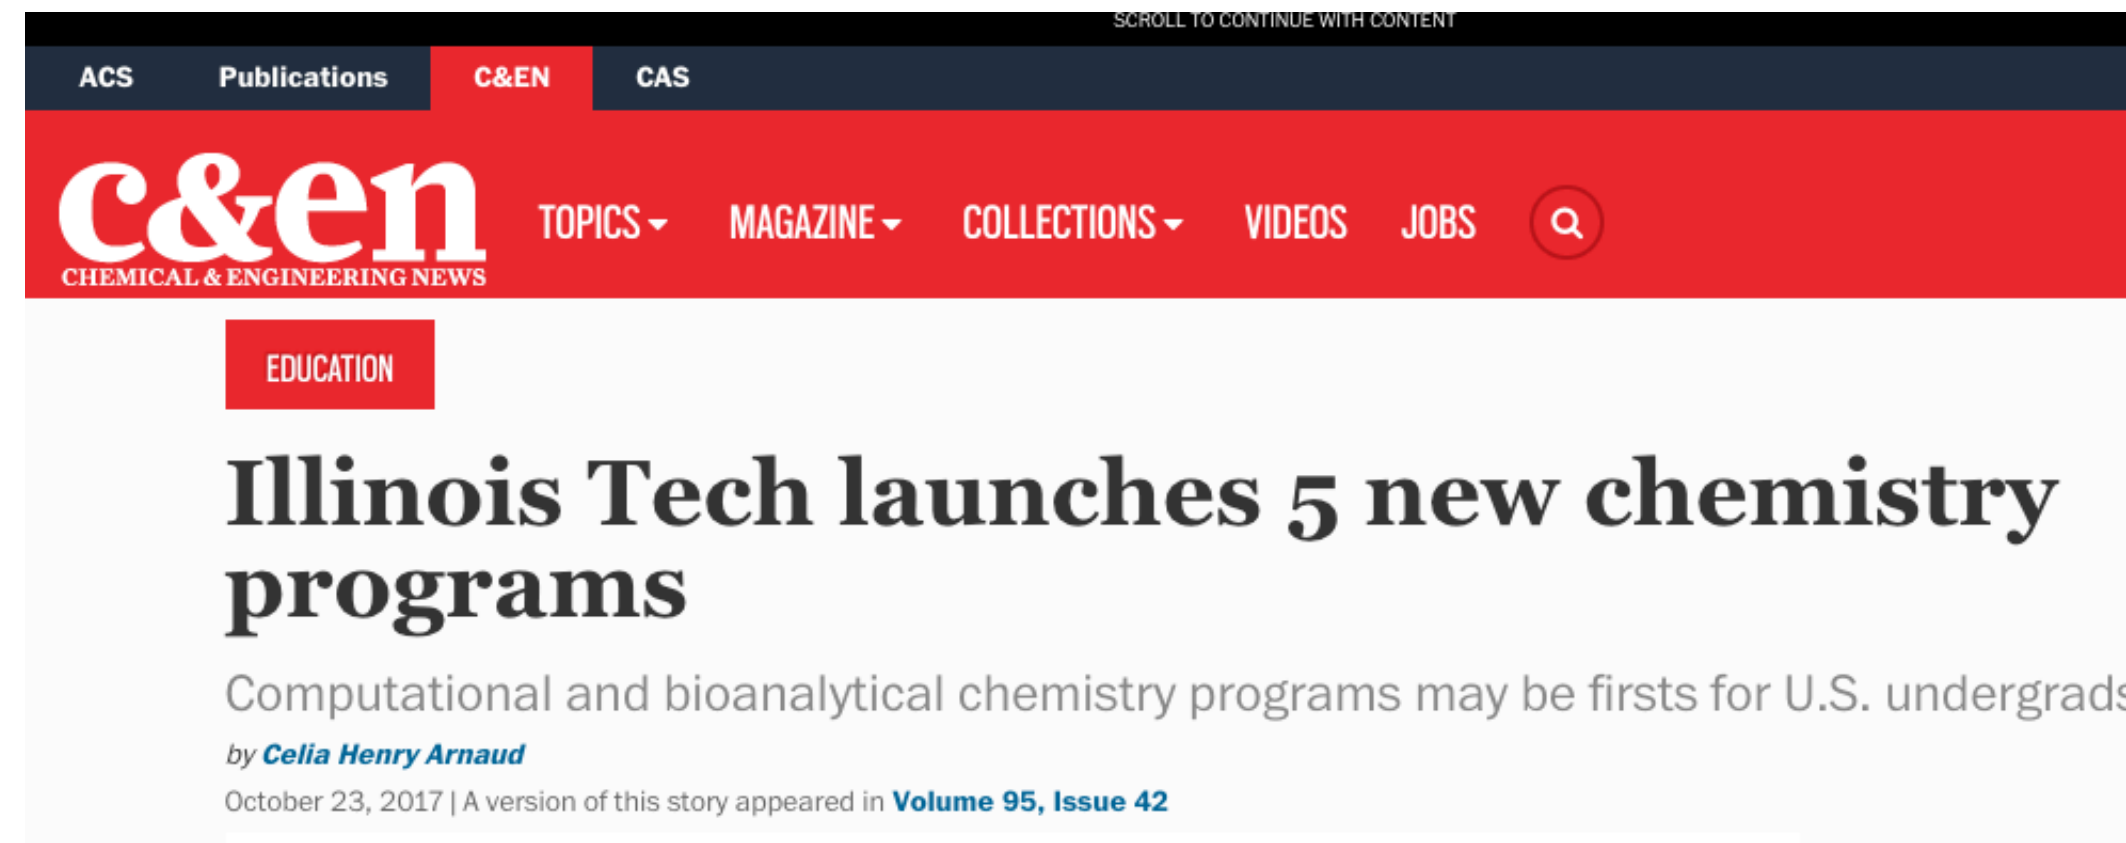 SCROLL TO CONTINUE WITH CONTENT
ACS Publications C&EN CAS
c&en
CHEMICAL & ENGINEERING NEWS
TOPICS MAGAZINE COLLECTIONS VIDEOS JOBS
EDUCATION
Illinois Tech launches 5 new chemistry
programs
Computational and bioanalytical chemistry programs may be firsts for U.S. undergrads
by Celia Henry Arnaud
October 23, 2017 | A version of this story appeared in Volume 95, Issue 42